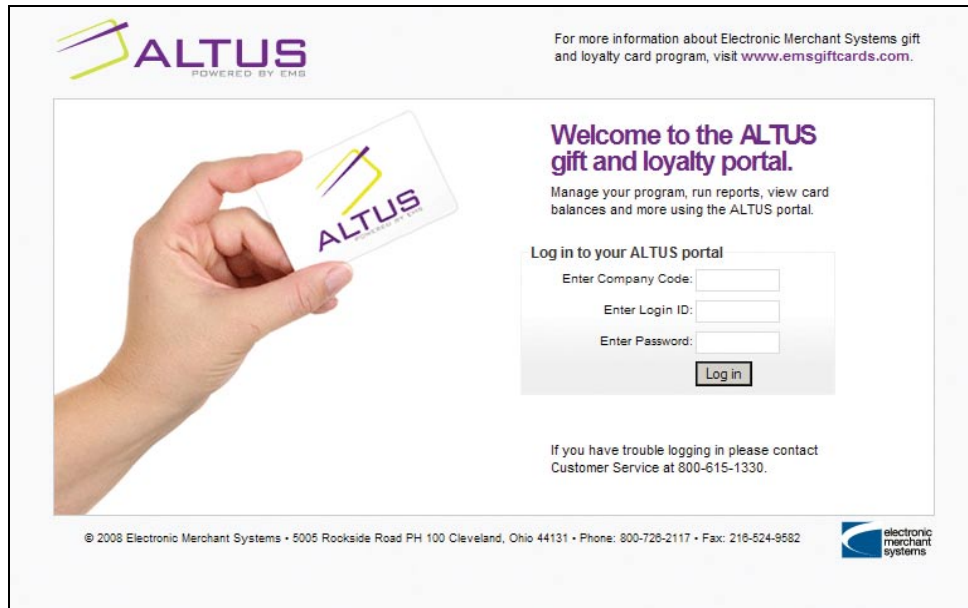 ALTUS
POWERED BY EMS
For more information about Electronic Merchant Systems gift
and loyalty card program, visit www.emsgiftcards.com.
ALTUS
POWERED BY EMS
Welcome to the ALTUS
gift and loyalty portal.
Manage your program, run reports, view card
balances and more using the ALTUS portal.
Log in to your ALTUS portal
Enter Company Code:
Enter Login ID:
Enter Password:
Log in
If you have trouble logging in please contact
Customer Service at 800-615-1330.
© 2008 Electronic Merchant Systems • 5005 Rockside Road PH 100 Cleveland, Ohio 44131 • Phone: 800-726-2117 • Fax: 216-524-9582
electronic
merchant
systems